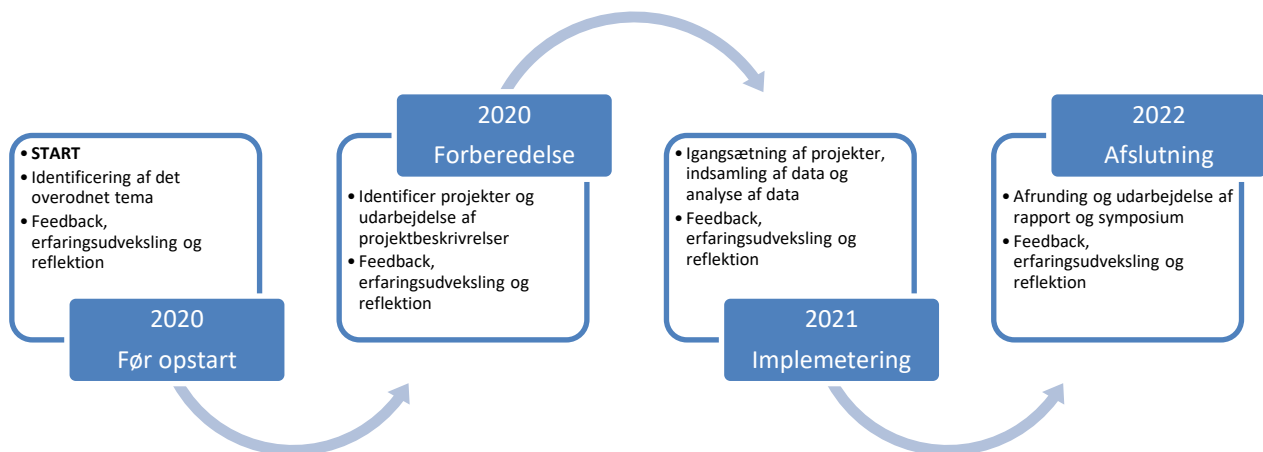 • START
• Identificering af det
overodnet tema
• Feedback,
erfaringsudveksling og
reflektion
2020
Før opstart
2020
Forberedelse
• Identificer projekter og
udarbejdelse af
projektbeskrivrelser
• Feedback,
erfaringsudveksling og
reflektion
• Igangsætning af projekter,
indsamling af data og
analyse af data
• Feedback,
erfaringsudveksling og
reflektion
2021
Implemetering
2022
Afslutning
• Afrunding og udarbejdelse af
rapport og symposium
• Feedback,
erfaringsudveksling og
reflektion